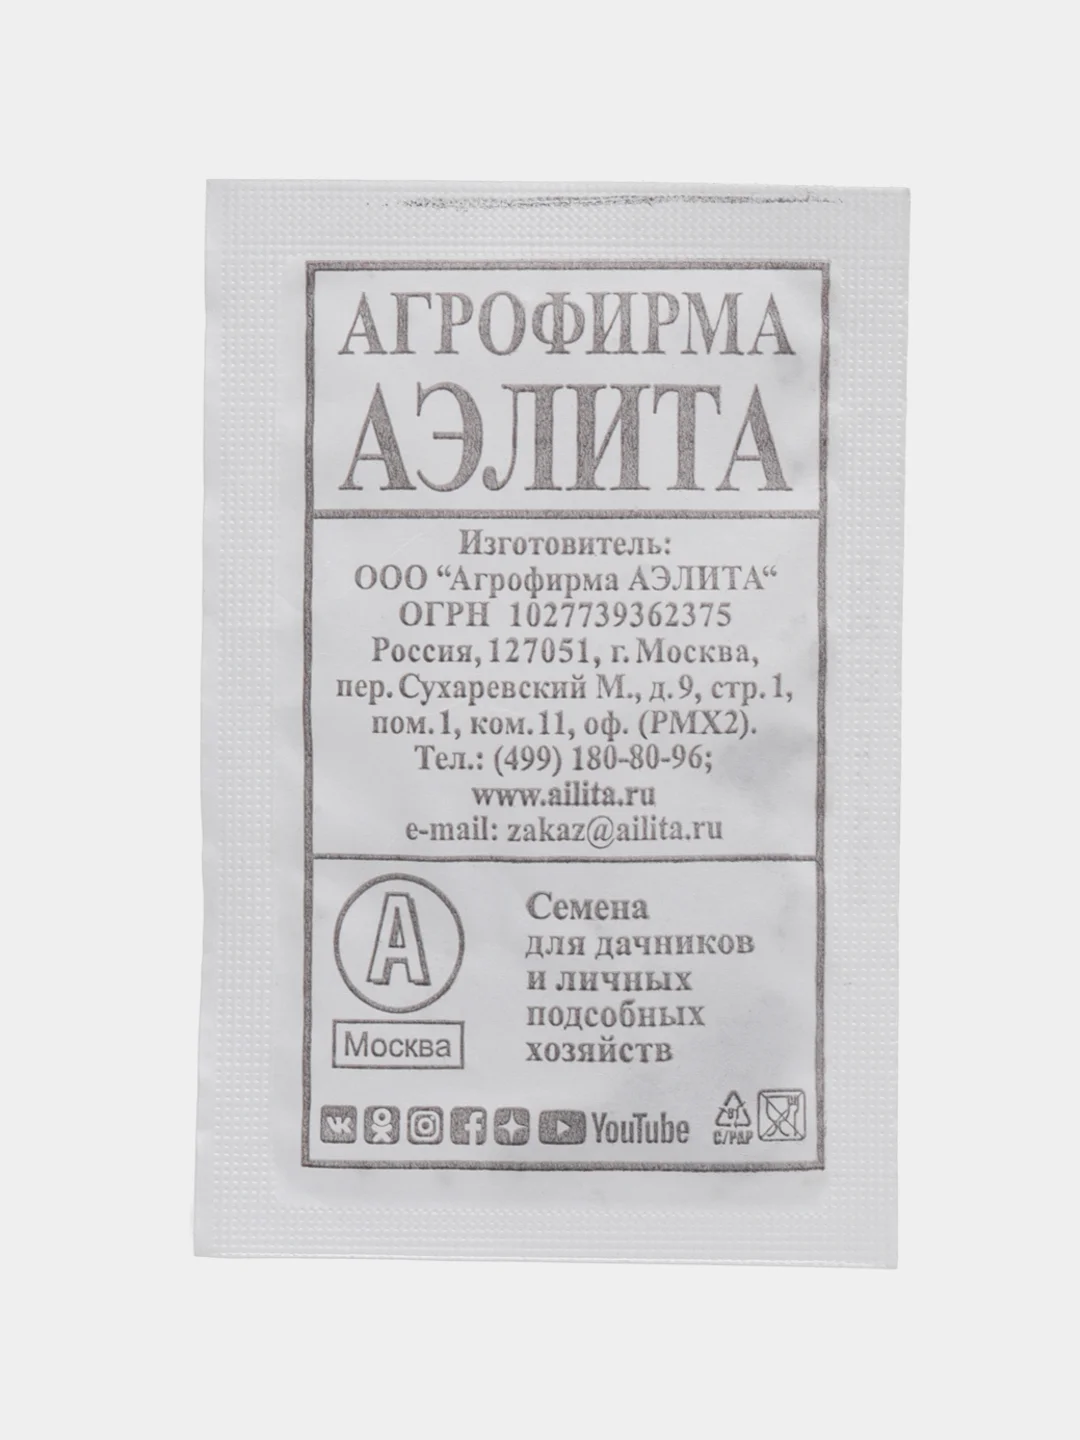 АГРОФИРМА
АЭЛИТА
Изготовитель:
ООО “Агрофирма АЭЛИТА“
ОГРН 1027739362375
Россия, 127051, г. Москва,
пер. Сухаревский М., д. 9, стр. 1,
пом. 1, ком. 11, оф. (РМХ2).
Тел.: (499) 180-80-96;
www.ailita.ru
e-mail: zakaz@ailita.ru
А
Москва
Семена
для дачников
и личных
подсобных
хозяйств
YouTube
81
C/PAP